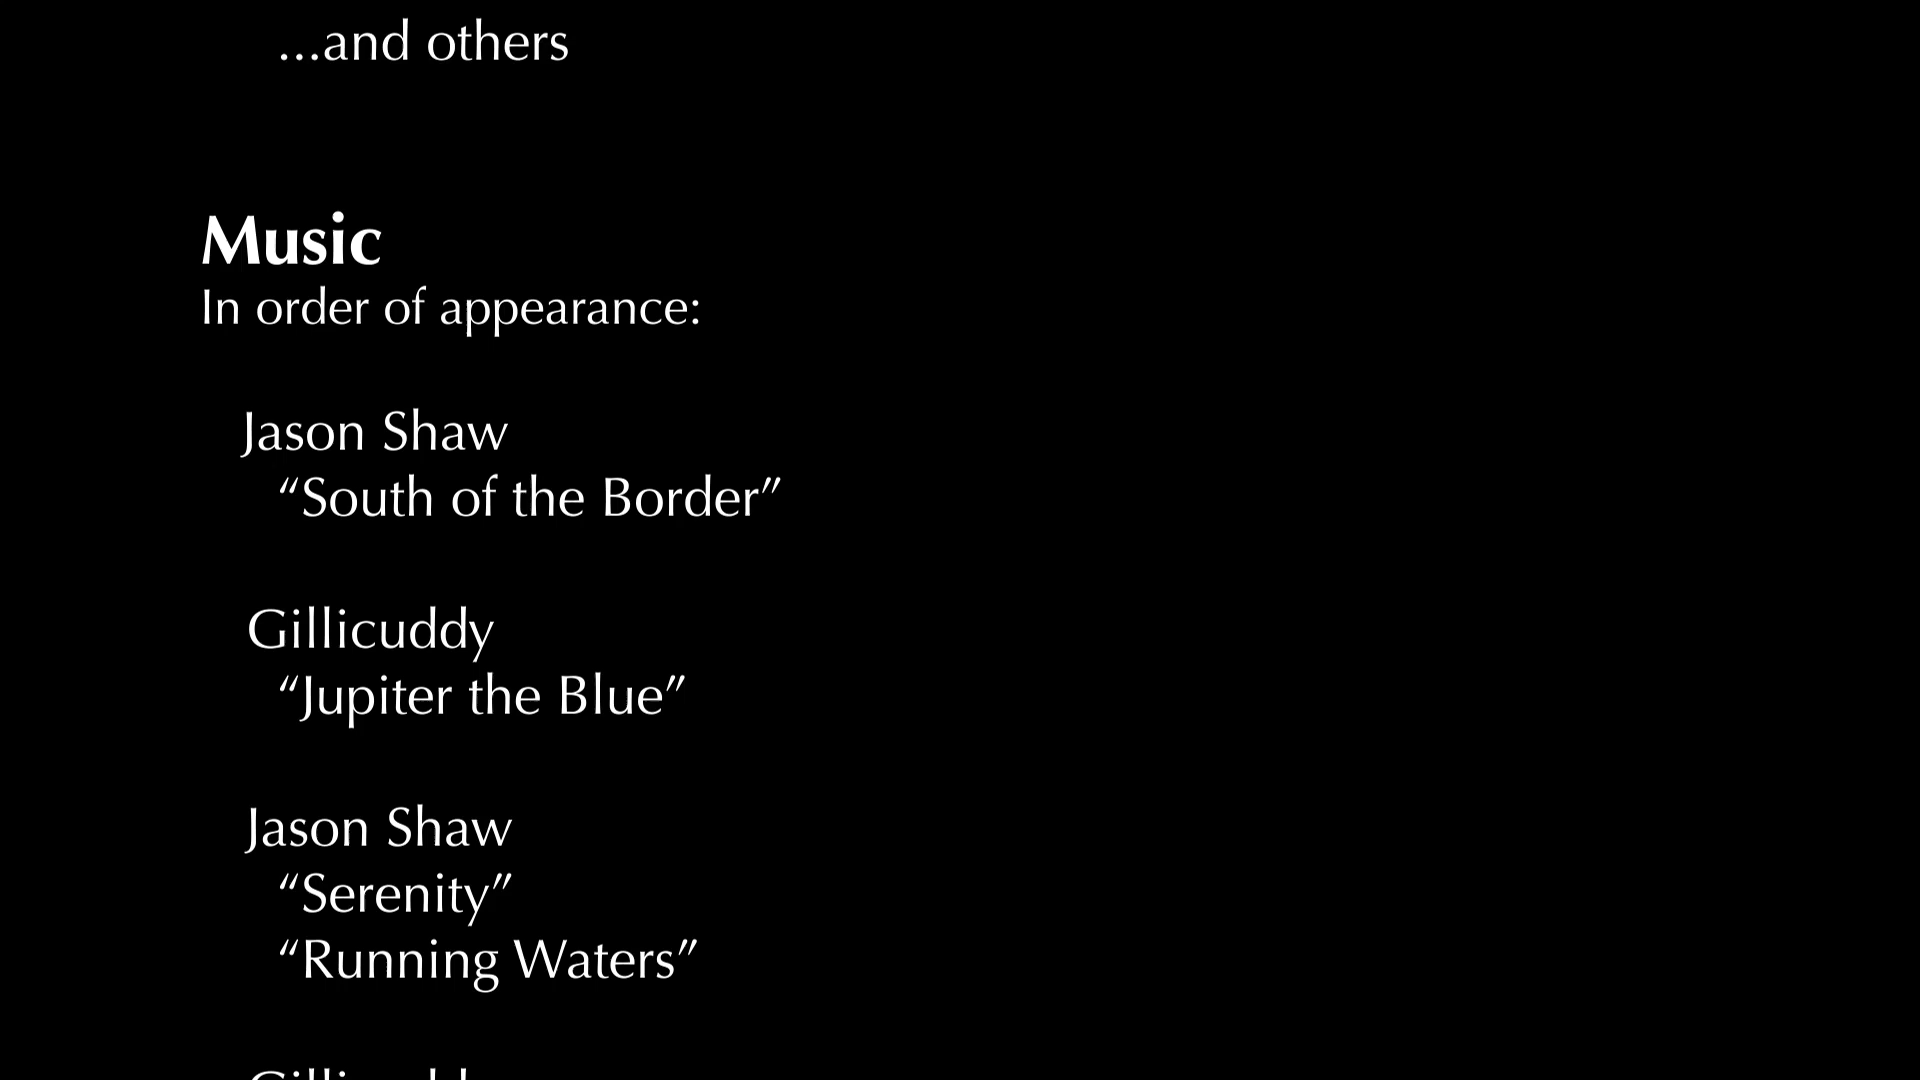 ...and others
Music
In order of appearance:
Jason Shaw
“South of the Border”
Gillicuddy
“Jupiter the Blue”
Jason Shaw
“Serenity”
“Running Waters”